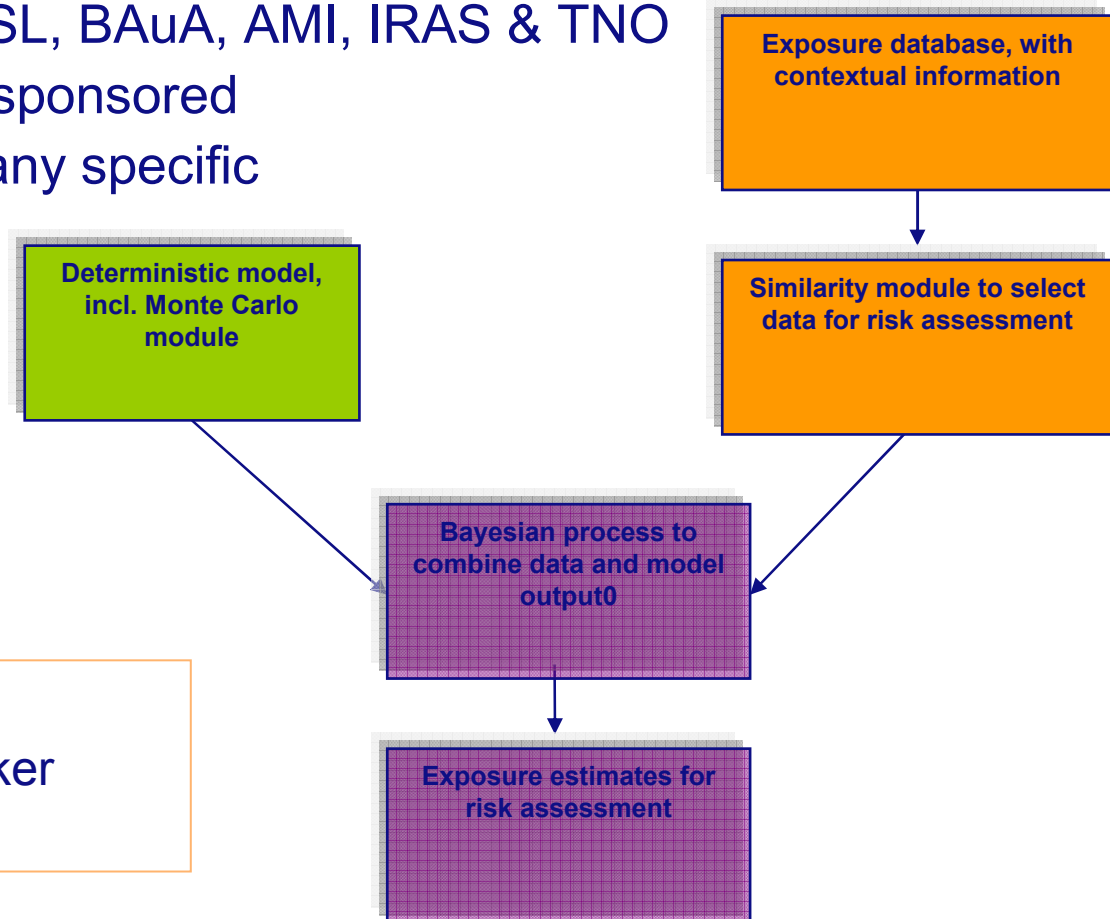 SL, BAuA, AMI, IRAS & TNO
sponsored
any specific
Exposure database, with
contextual information
Deterministic model,
incl. Monte Carlo
module
Similarity module to select
data for risk assessment
Bayesian process to
combine data and model
output0
ker
Exposure estimates for
risk assessment